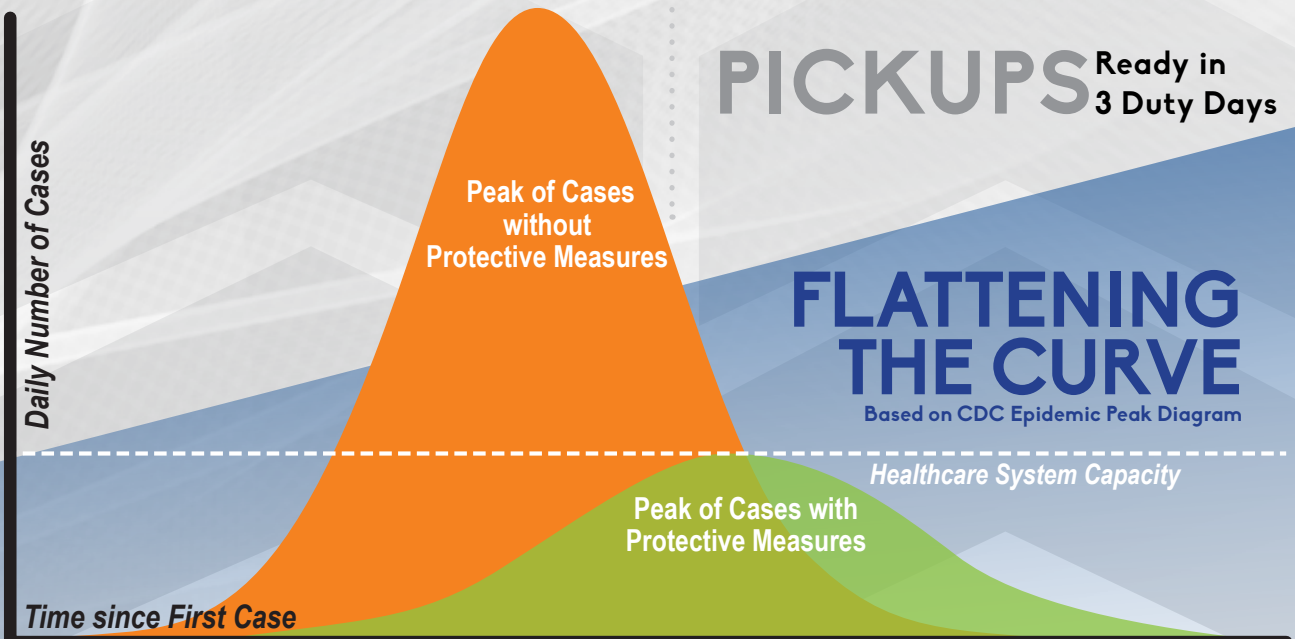 PICKUPS
Ready in
3 Duty Days
Daily Number of Cases
Peak of Cases
without
Protective Measures
FLATTENING
THE CURVE
Based on CDC Epidemic Peak Diagram
Healthcare System Capacity
Peak of Cases with
Protective Measures
Time since First Case